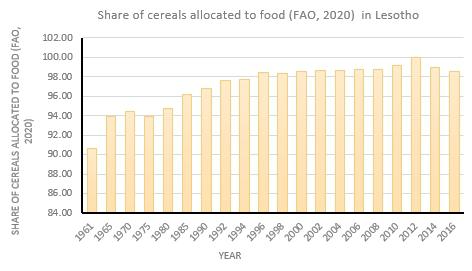 Share of cereals allocated to food (FAO, 2020)  in Lesotho
SHARE OF CEREALS ALLOCATED TO FOOD (FAO,
2020)
102.00
100.00
98.00
96.00
94.00
92.00
90.00
88.00
86.00
84.00
1961 1965 1970 1975 1980 1985 1990 1992 1994 1996 1998 2000 2002 2004 2006 2008 2010 2012 2014 2016
YEAR